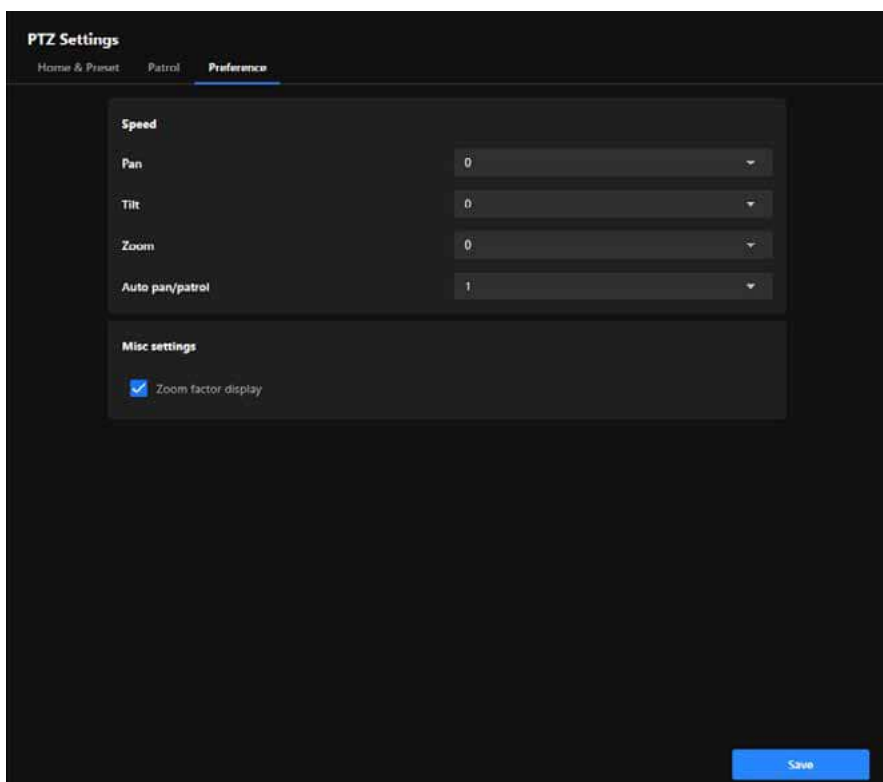 PTZ Settings
Home & Preset Patrol Preference
Speed
Pan 0
Tilt 0
Zoom 0
Auto pan/patrol 1
Misc settings
Zoom factor display
Save